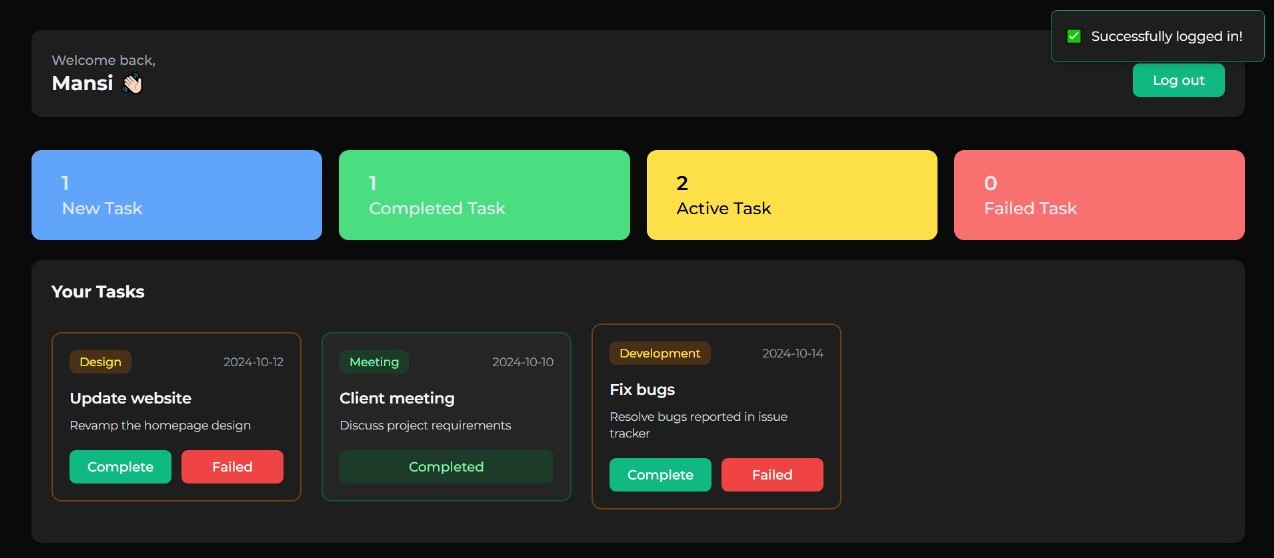 Welcome back,
Mansi 👋🏻
✅ Successfully logged in!
Log out
1
New Task
1
Completed Task
2
Active Task
0
Failed Task
Your Tasks
Design 2024-10-12
Update website
Revamp the homepage design
Complete Failed
Meeting 2024-10-10
Client meeting
Discuss project requirements
Completed
Development 2024-10-14
Fix bugs
Resolve bugs reported in issue
tracker
Complete Failed